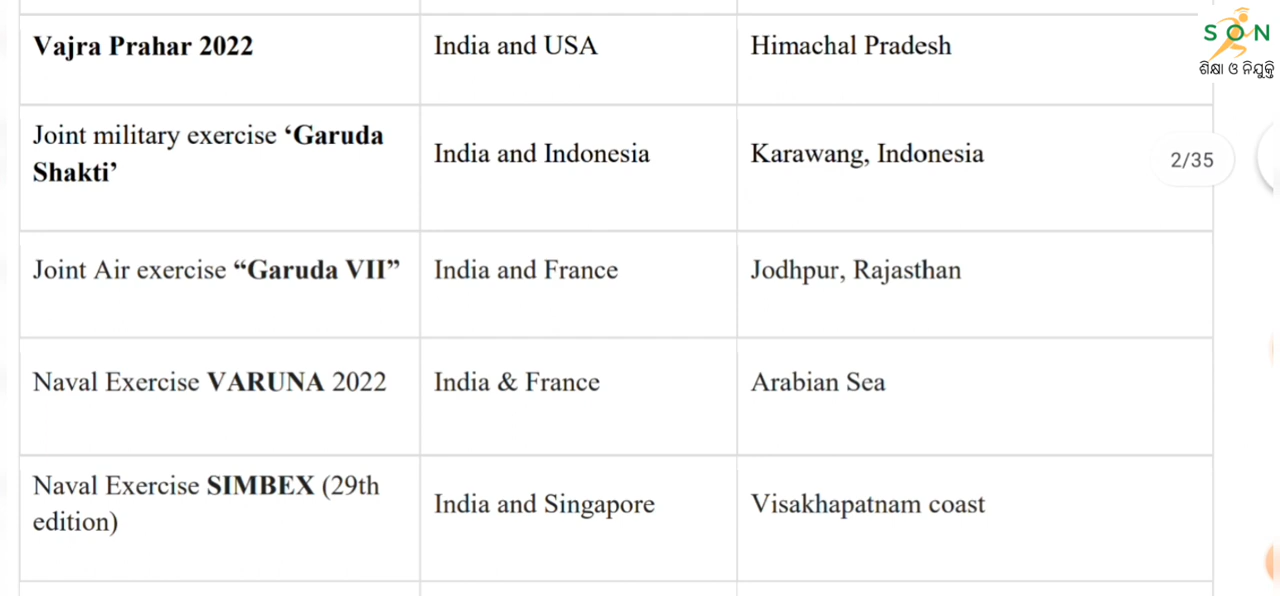 Vajra Prahar 2022
India and USA
Himachal Pradesh
S O N
ଶିକ୍ଷା ଓ ନିଯୁକ୍ତି
Joint military exercise ‘Garuda
Shakti’
India and Indonesia
Karawang, Indonesia
2/35
Joint Air exercise “Garuda VII”
India and France
Jodhpur, Rajasthan
Naval Exercise VARUNA 2022
India & France
Arabian Sea
Naval Exercise SIMBEX (29th
edition)
India and Singapore
Visakhapatnam coast